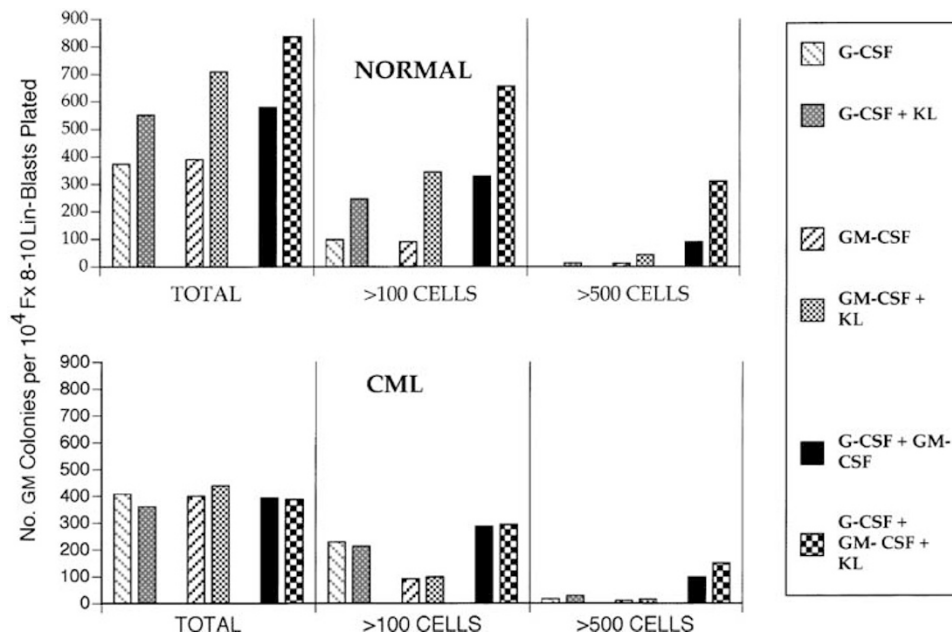 No. GM Colonies per 10⁴ Fx 8-10 Lin-Blasts Plated
900
800
700
600
500
400
300
200
100
0
NORMAL
TOTAL
>100 CELLS
>500 CELLS
900
800
700
600
500
400
300
200
100
0
CML
TOTAL
>100 CELLS
>500 CELLS
G-CSF
G-CSF + KL
GM-CSF
GM-CSF +
KL
G-CSF + GM-
CSF
G-CSF +
GM- CSF +
KL